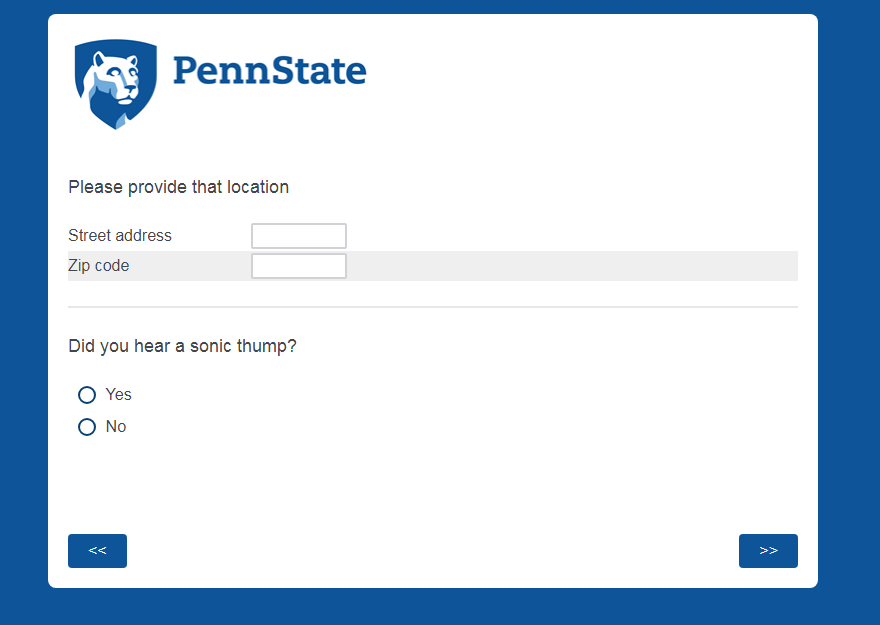 PennState
Please provide that location
Street address
Zip code
Did you hear a sonic thump?
Yes
No
<< >>